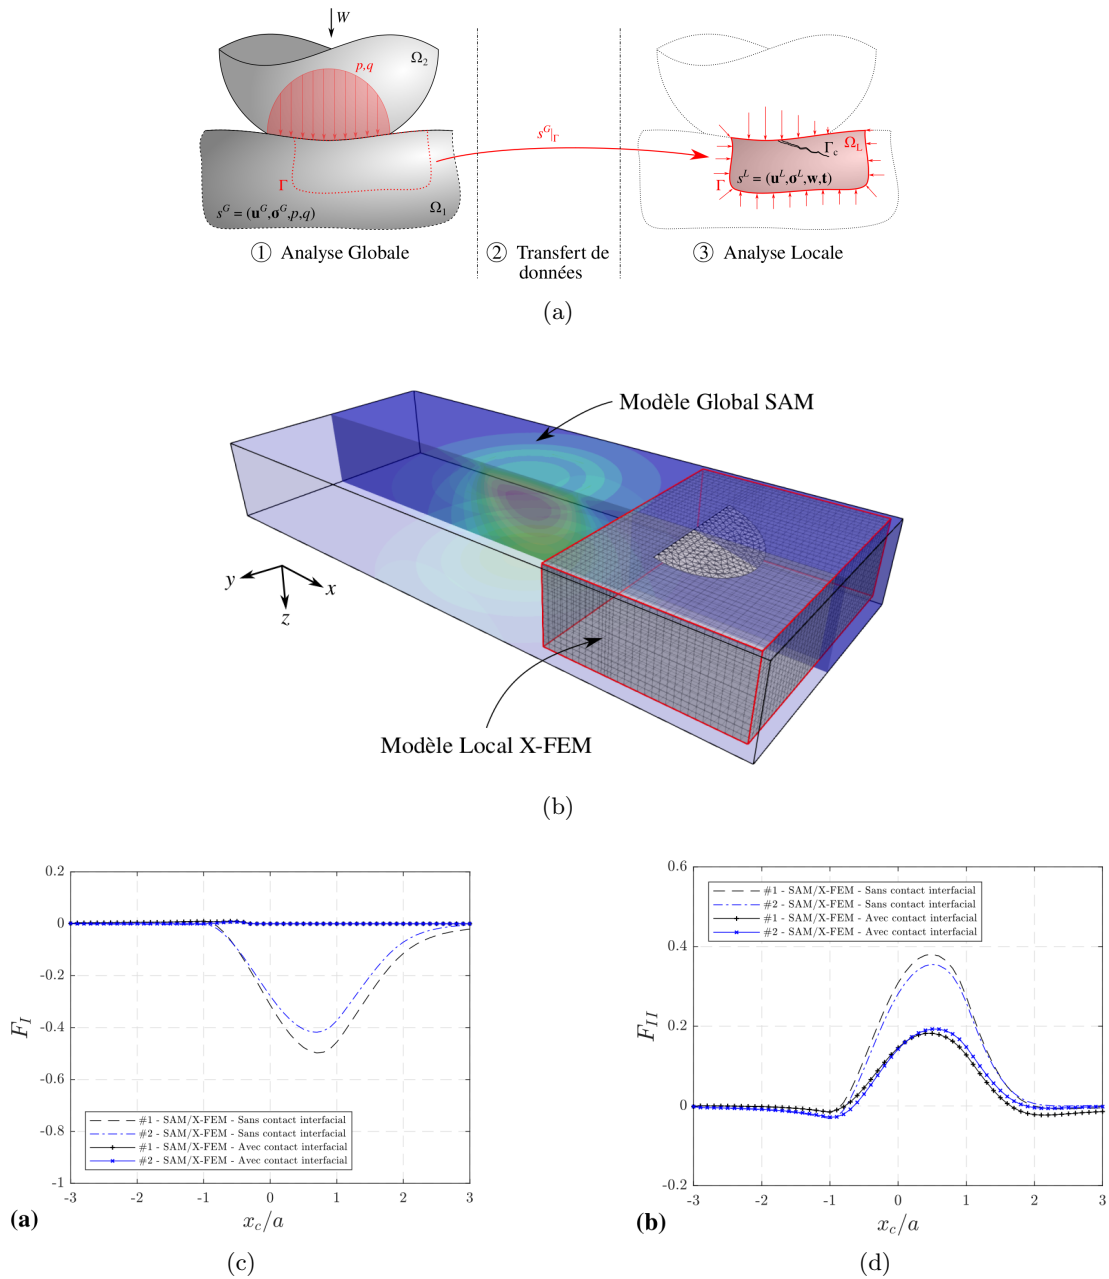 W
Ω₂
p,q
s^G|_Γ
Γ_c
Ω_L
Γ
s^G = (u^G,σ^G,p,q)
Ω₁
Γ
s^L = (u^L,σ^L,w,t)
① Analyse Globale
② Transfert de
données
③ Analyse Locale
(a)
Modèle Global SAM
y
x
z
Modèle Local X-FEM
(b)
0.2
0
-0.2
-0.4
-0.6
-0.8
-1
F_I
#1 - SAM/X-FEM - Sans contact interfacial
#2 - SAM/X-FEM - Sans contact interfacial
#1 - SAM/X-FEM - Avec contact interfacial
#2 - SAM/X-FEM - Avec contact interfacial
-3 -2 -1 0 1 2 3
(a)
x_c/a
(c)
0.6
0.4
0.2
0
-0.2
F_II
#1 - SAM/X-FEM - Sans contact interfacial
#2 - SAM/X-FEM - Sans contact interfacial
#1 - SAM/X-FEM - Avec contact interfacial
#2 - SAM/X-FEM - Avec contact interfacial
-3 -2 -1 0 1 2 3
(b)
x_c/a
(d)